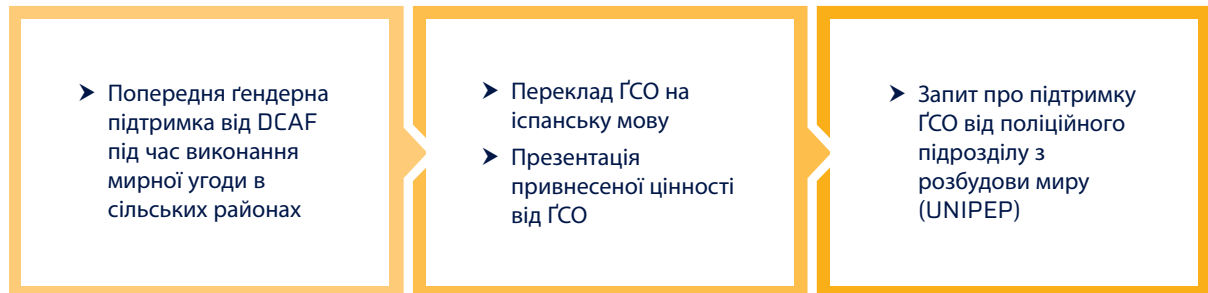 ➤ Попередня ґендерна
підтримка від DCAF
під час виконання
мирної угоди в
сільських районах
➤ Переклад ҐСО на
іспанську мову
➤ Презентація
привнесеної цінності
від ҐСО
➤ Запит про підтримку
ҐСО від поліційного
підрозділу з
розбудови миру
(UNIPEP)